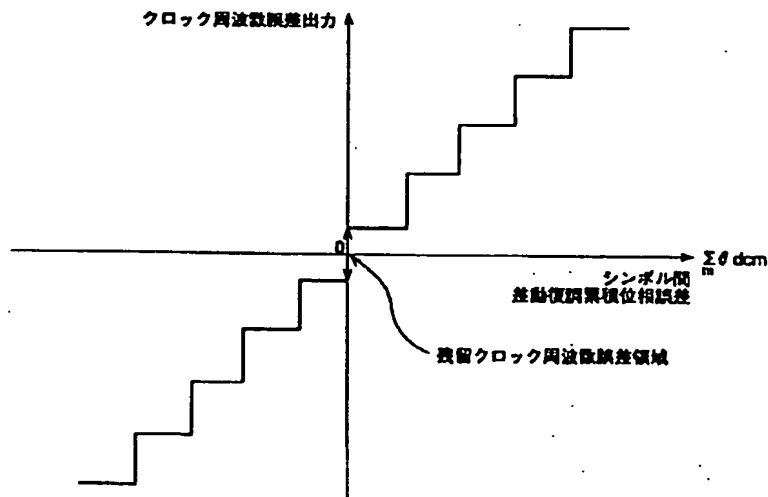 クロック周波数誤差出力
0
Σ θ dcm
m
シンボル間
差動復調累積位相誤差
残留クロック周波数誤差領域